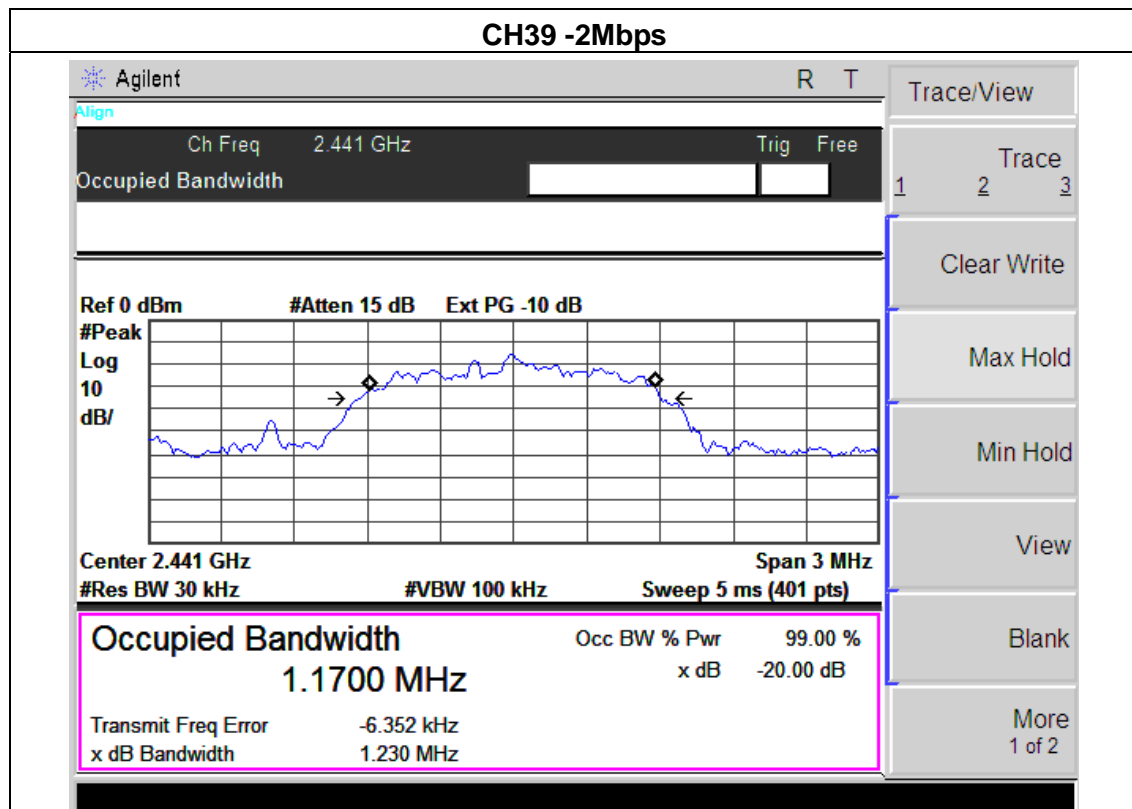 CH39 -2Mbps
Agilent R T
Align
Ch Freq 2.441 GHz Trig Free
Occupied Bandwidth
Ref 0 dBm #Atten 15 dB Ext PG -10 dB
#Peak
Log
10
dB/
Center 2.441 GHz Span 3 MHz
#Res BW 30 kHz #VBW 100 kHz Sweep 5 ms (401 pts)
Occupied Bandwidth Occ BW % Pwr 99.00 %
1.1700 MHz x dB -20.00 dB
Transmit Freq Error -6.352 kHz
x dB Bandwidth 1.230 MHz
Trace/View
Trace
1 2 3
Clear Write
Max Hold
Min Hold
View
Blank
More
1 of 2